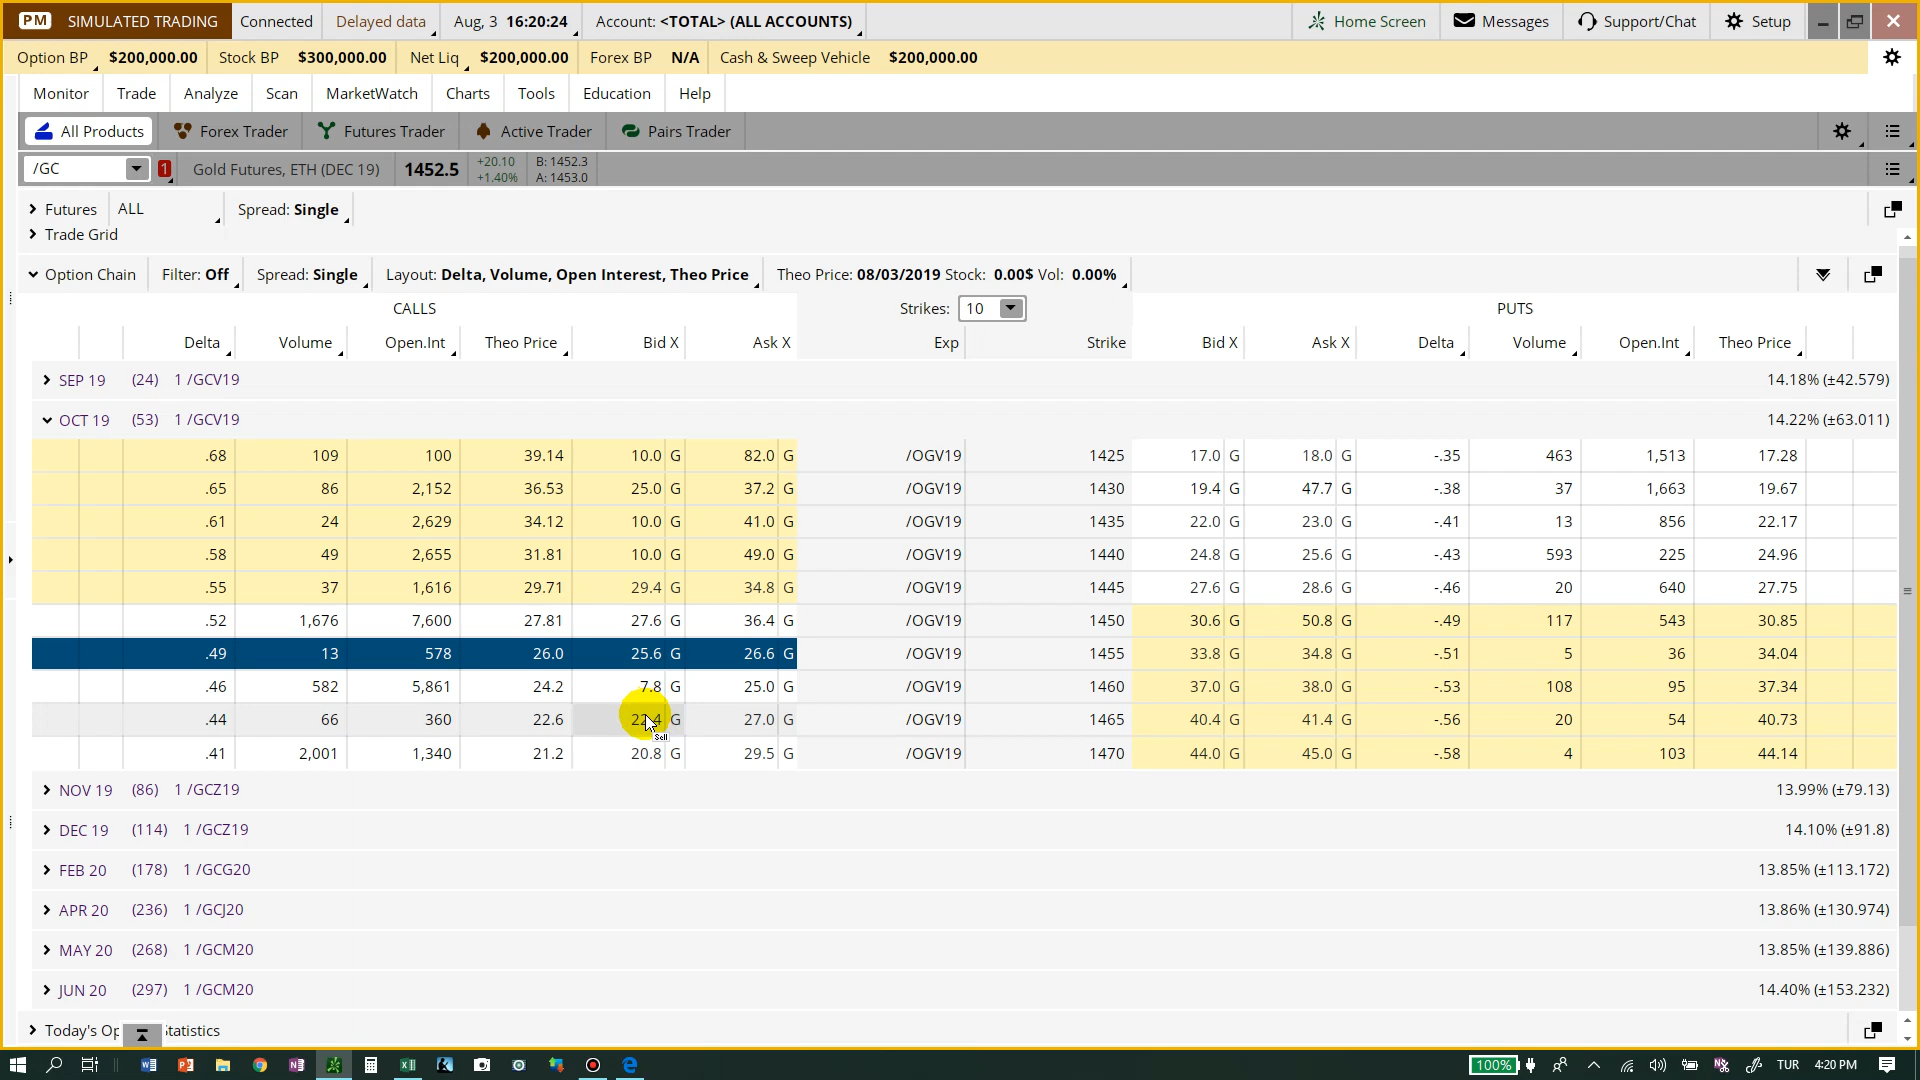 PM SIMULATED TRADING Connected Delayed data Aug, 3 16:20:24 Account: <TOTAL> (ALL ACCOUNTS) Home Screen Messages Support/Chat Setup
Option BP $200,000.00 Stock BP $300,000.00 Net Liq $200,000.00 Forex BP N/A Cash & Sweep Vehicle $200,000.00
Monitor Trade Analyze Scan MarketWatch Charts Tools Education Help
All Products Forex Trader Futures Trader Active Trader Pairs Trader
/GC 1 Gold Futures, ETH (DEC 19) 1452.5 +20.10 B: 1452.3
+1.40% A: 1453.0
Futures ALL Spread: Single
Trade Grid
Option Chain Filter: Off Spread: Single Layout: Delta, Volume, Open Interest, Theo Price Theo Price: 08/03/2019 Stock: 0.00$ Vol: 0.00%
CALLS Strikes: 10 PUTS
Delta Volume Open.Int Theo Price Bid X Ask X Exp Strike Bid X Ask X Delta Volume Open.Int Theo Price
SEP 19 (24) 1 /GCV19 14.18% (±42.579)
OCT 19 (53) 1 /GCV19 14.22% (±63.011)
.68 109 100 39.14 10.0 G 82.0 G /OGV19 1425 17.0 G 18.0 G -.35 463 1,513 17.28
.65 86 2,152 36.53 25.0 G 37.2 G /OGV19 1430 19.4 G 47.7 G -.38 37 1,663 19.67
.61 24 2,629 34.12 10.0 G 41.0 G /OGV19 1435 22.0 G 23.0 G -.41 13 856 22.17
.58 49 2,655 31.81 10.0 G 49.0 G /OGV19 1440 24.8 G 25.6 G -.43 593 225 24.96
.55 37 1,616 29.71 29.4 G 34.8 G /OGV19 1445 27.6 G 28.6 G -.46 20 640 27.75
.52 1,676 7,600 27.81 27.6 G 36.4 G /OGV19 1450 30.6 G 50.8 G -.49 117 543 30.85
.49 13 578 26.0 25.6 G 26.6 G /OGV19 1455 33.8 G 34.8 G -.51 5 36 34.04
.46 582 5,861 24.2 7.8 G 25.0 G /OGV19 1460 37.0 G 38.0 G -.53 108 95 37.34
.44 66 360 22.6 22.4 G 27.0 G /OGV19 1465 40.4 G 41.4 G -.56 20 54 40.73
Sell
.41 2,001 1,340 21.2 20.8 G 29.5 G /OGV19 1470 44.0 G 45.0 G -.58 4 103 44.14
NOV 19 (86) 1 /GCZ19 13.99% (±79.13)
DEC 19 (114) 1 /GCZ19 14.10% (±91.8)
FEB 20 (178) 1 /GCG20 13.85% (±113.172)
APR 20 (236) 1 /GCJ20 13.86% (±130.974)
MAY 20 (268) 1 /GCM20 13.85% (±139.886)
JUN 20 (297) 1 /GCM20 14.40% (±153.232)
Today's Op tatistics
100% TUR 4:20 PM